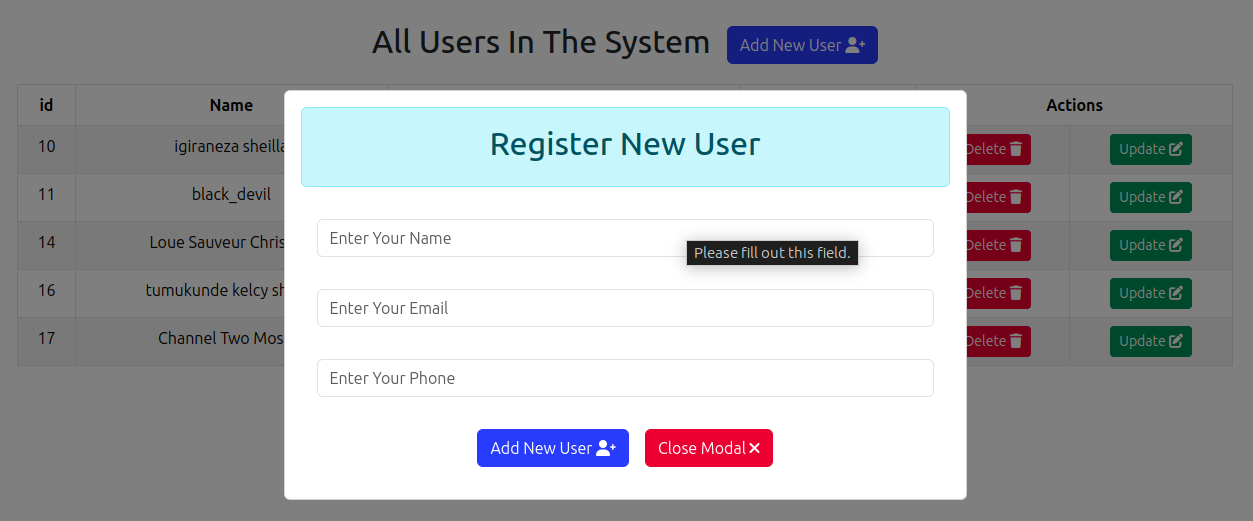 All Users In The System
Add New User
id Name Actions
Register New User
10 igiraneza sheilla Delete Update
11 black_devil Delete Update
14 Loue Sauveur Chris Delete Update
Enter Your Name
Please fill out this field.
16 tumukunde kelcy Delete Update
Enter Your Email
17 Channel Two Delete Update
Enter Your Phone
Add New User Close Modal